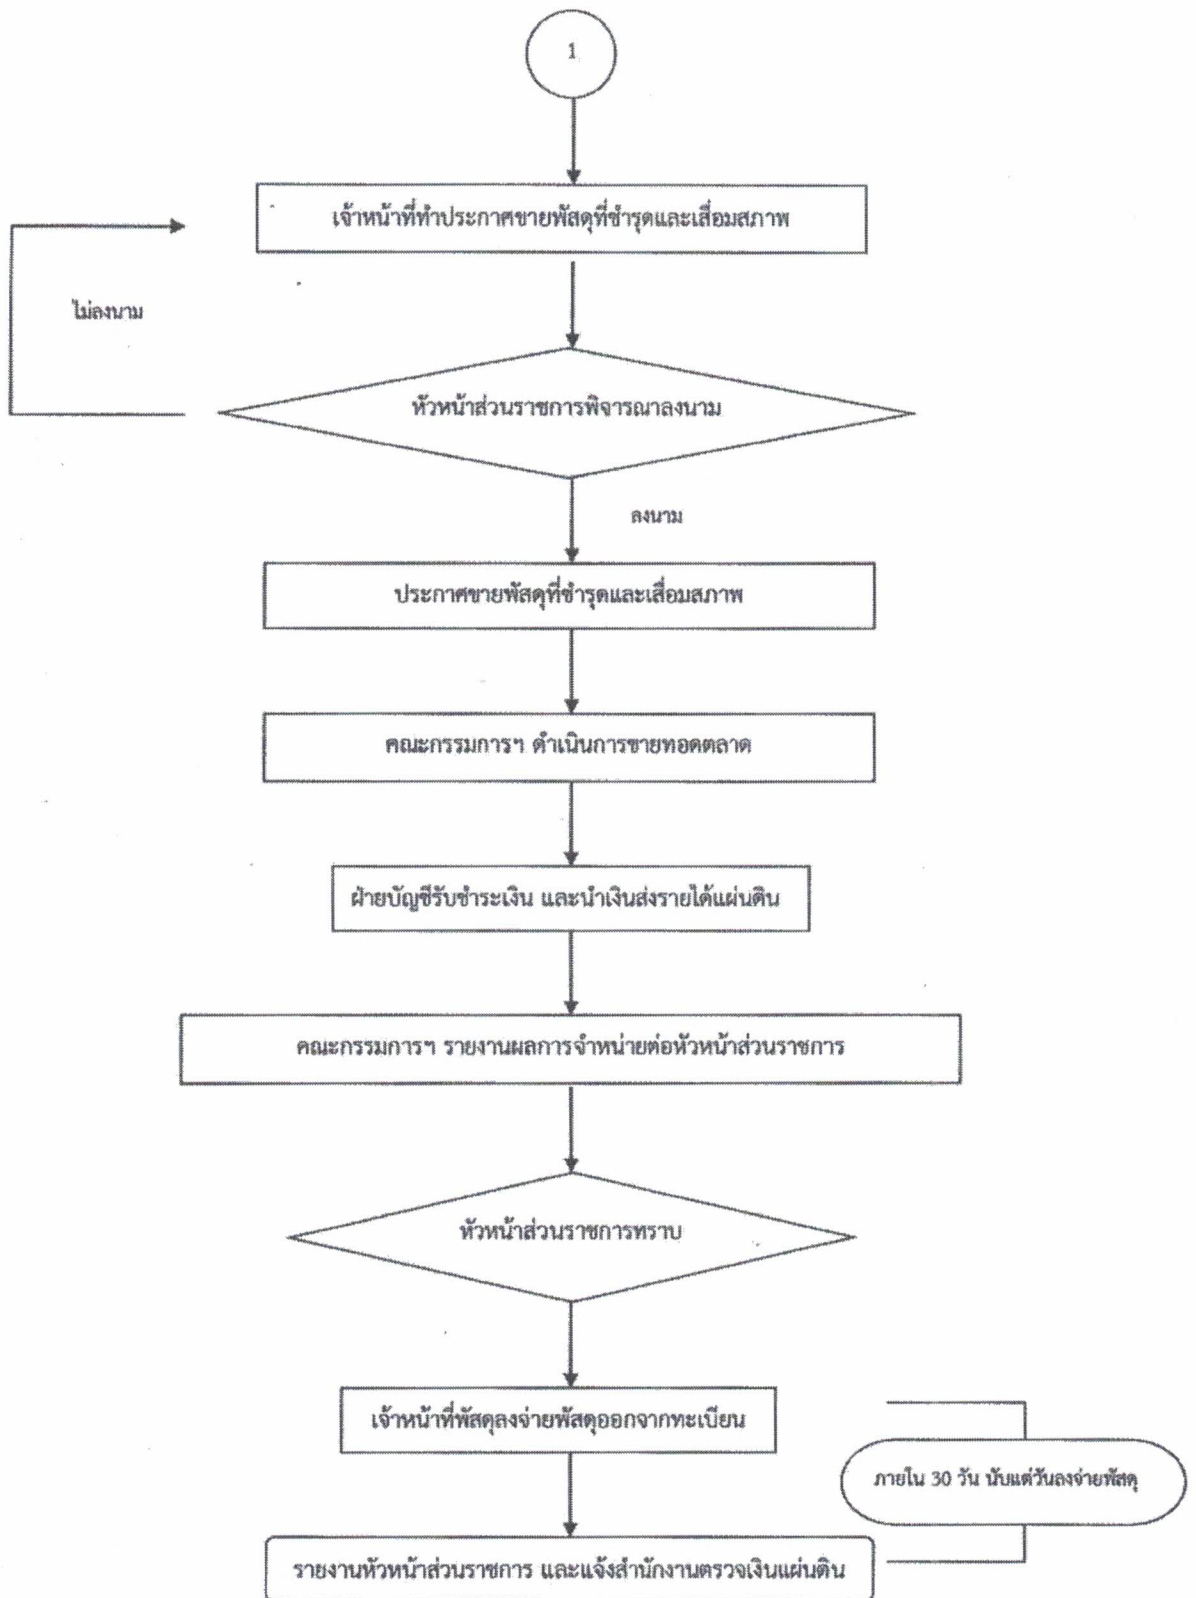 1
เจ้าหน้าที่ทำประกาศขายพัสดุที่ชำรุดและเสื่อมสภาพ
ไม่ลงนาม
หัวหน้าส่วนราชการพิจารณาลงนาม
ลงนาม
ประกาศขายพัสดุที่ชำรุดและเสื่อมสภาพ
คณะกรรมการฯ ดำเนินการขายทอดตลาด
ฝ่ายบัญชีรับชำระเงิน และนำเงินส่งรายได้แผ่นดิน
คณะกรรมการฯ รายงานผลการจำหน่ายต่อหัวหน้าส่วนราชการ
หัวหน้าส่วนราชการทราบ
เจ้าหน้าที่พัสดุลงจ่ายพัสดุออกจากทะเบียน
ภายใน 30 วัน นับแต่วันลงจ่ายพัสดุ
รายงานหัวหน้าส่วนราชการ และแจ้งสำนักงานตรวจเงินแผ่นดิน